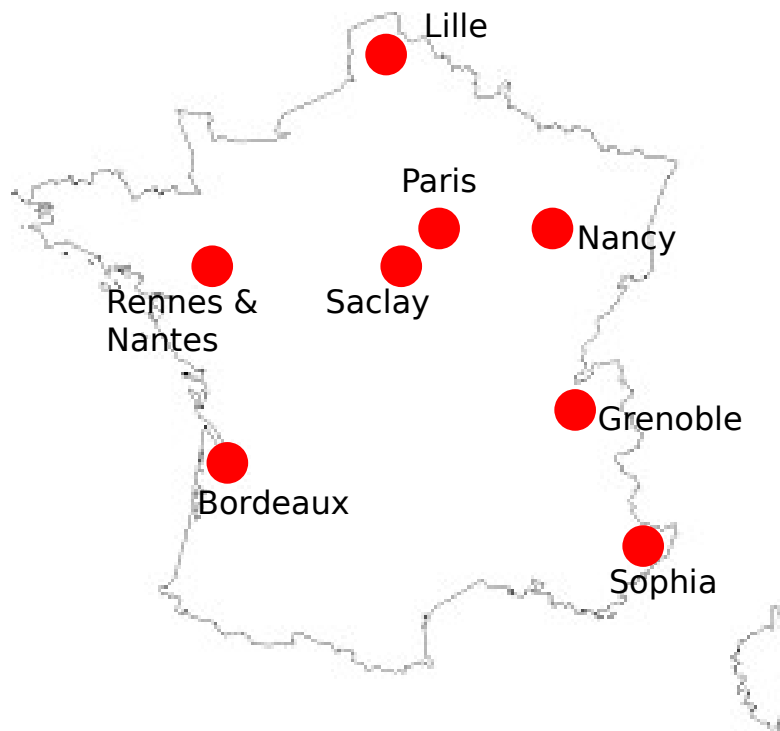 Lille
Paris
Nancy
Rennes &
Nantes
Saclay
Grenoble
Bordeaux
Sophia